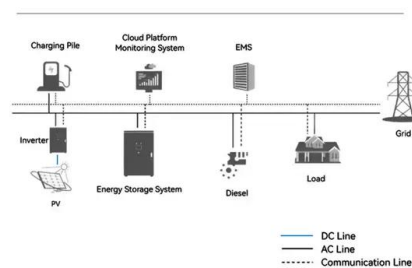 Charging Pile
Cloud Platform
Monitoring System
EMS
Grid
Inverter
PV
Energy Storage System
Diesel
Load
DC Line
AC Line
Communication Line